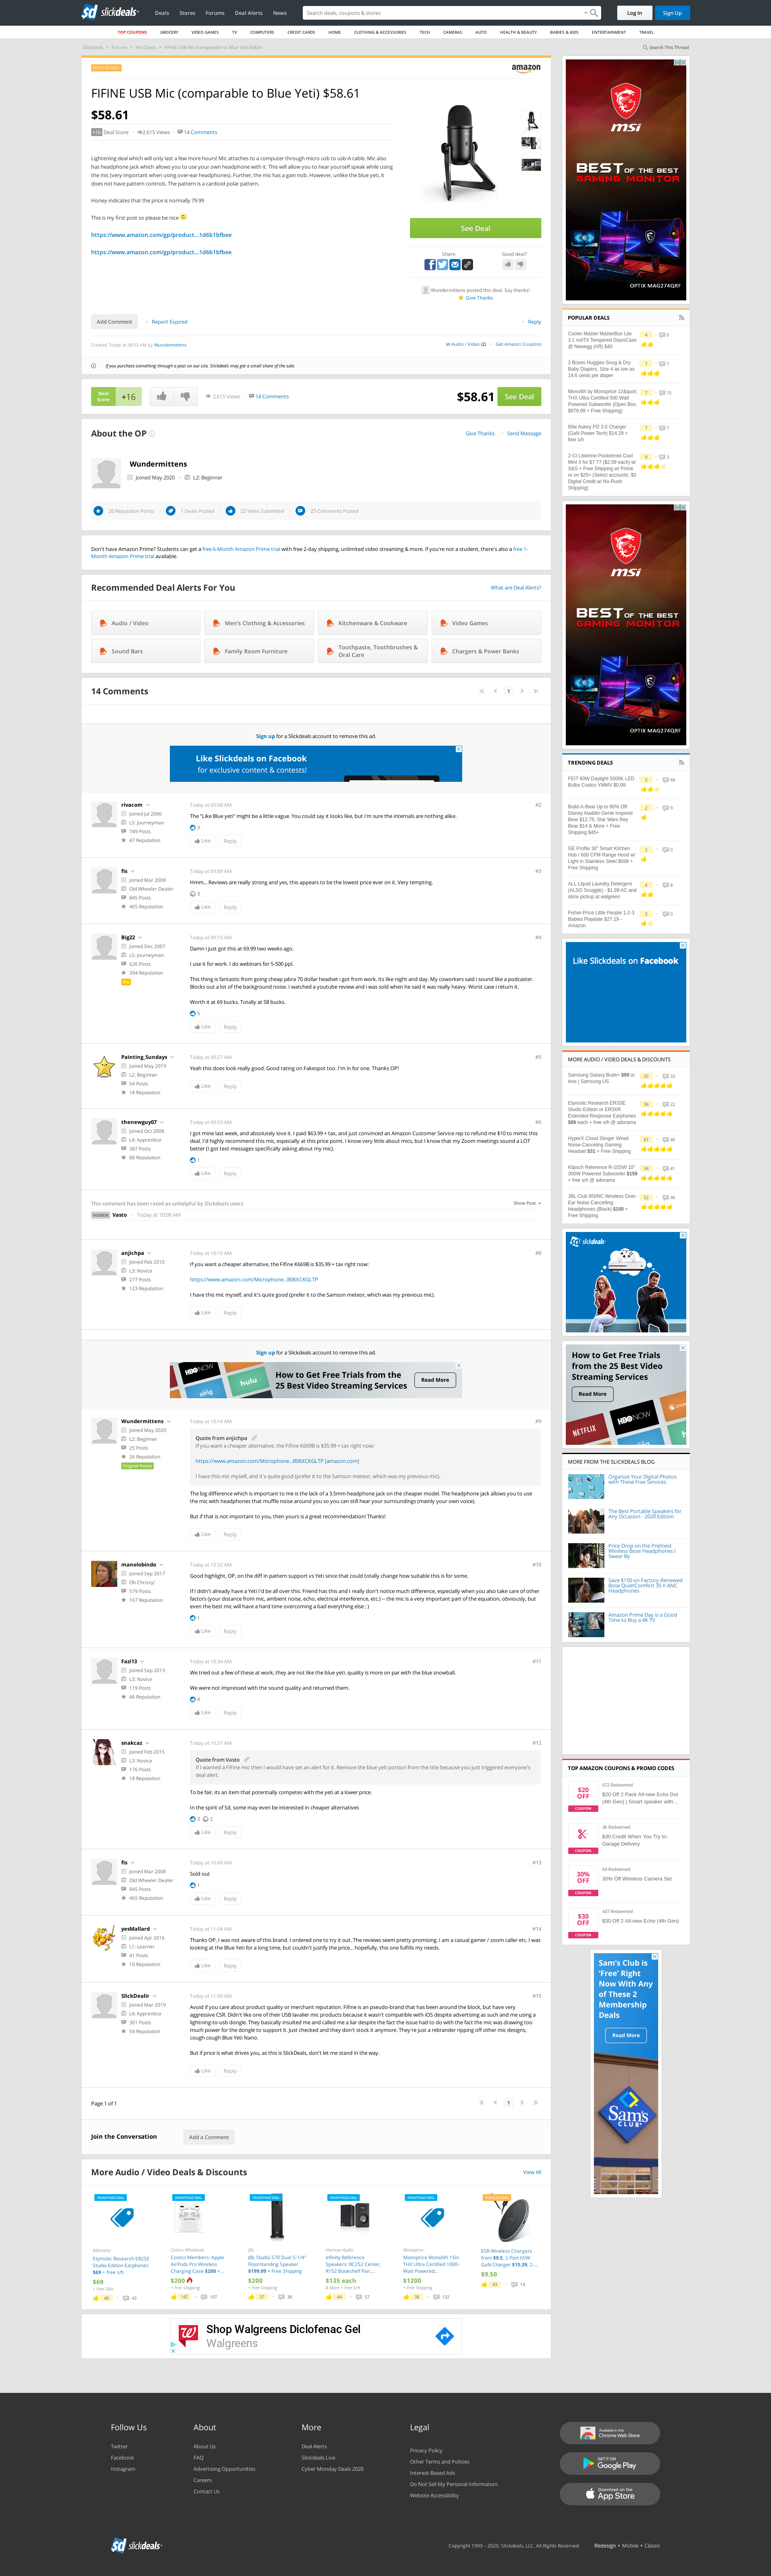 slickdeals
Deals Stores Forums Deal Alerts News
Search deals, coupons & stores
Log In Sign Up
TOP COUPONS GROCERY VIDEO GAMES TV COMPUTERS CREDIT CARDS HOME CLOTHING & ACCESSORIES TECH CAMERAS AUTO HEALTH & BEAUTY BABIES & KIDS ENTERTAINMENT TRAVEL
Slickdeals > Forums > Hot Deals > FIFINE USB Mic (comparable to Blue Yeti) $58.61
Search This Thread
amazon
FIFINE USB Mic (comparable to Blue Yeti) $58.61
$58.61
+16 Deal Score 2,615 Views 14 Comments
Lightening deal which will only last a few more hours! Mic attaches to a computer through micro usb to usb-A cable. Mic also
has headphone jack which allows you to use your own headphone with it. This will allow you to hear yourself speak while using
the mic (very important when using over-ear headphones). Further, the mic has a gain nob. However, unlike the blue yeti, it
does not have pattern controls. The pattern is a cardioid polar pattern.
Honey indicates that the price is normally 79.99
This is my first post so please be nice
https://www.amazon.com/gp/product...1d6b1bfbee
https://www.amazon.com/gp/product...1d6b1bfbee
See Deal
Share Good deal?
Wundermittens posted this deal. Say thanks!
Give Thanks
Add Comment Report Expired Reply
Created Today at 08:53 AM by Wundermittens
in Audio / Video (2) Get Amazon Coupons
If you purchase something through a post on our site, Slickdeals may get a small share of the sale.
Deal Score +16 2,615 Views 14 Comments $58.61 See Deal
About the OP
Give Thanks Send Message
Wundermittens
Joined May 2020 L2: Beginner
26 Reputation Points 1 Deals Posted 22 Votes Submitted 25 Comments Posted
Don't have Amazon Prime? Students can get a free 6-Month Amazon Prime trial with free 2-day shipping, unlimited video streaming & more. If you're not a student, there's also a free 1-
Month Amazon Prime trial available.
Recommended Deal Alerts For You
What are Deal Alerts?
Audio / Video Men's Clothing & Accessories Kitchenware & Cookware Video Games
Sound Bars Family Room Furniture Toothpaste, Toothbrushes & Oral Care Chargers & Power Banks
14 Comments
1
Sign up for a Slickdeals account to remove this ad.
Like Slickdeals on Facebook
for exclusive content & contests!
rivacom
Joined Jul 2006
L5: Journeyman
749 Posts
47 Reputation
Today at 09:08 AM #2
The "Like Blue yeti" might be a little vague. You could say it looks like, but i'm sure the internals are nothing alike.
3
Like Reply
fis
Joined Mar 2008
Old Wheeler Dealer
845 Posts
465 Reputation
Today at 09:09 AM #3
Hmm.., Reviews are really strong and yes, this appears to be the lowest price ever on it. Very tempting.
3
Like Reply
Big22
Joined Dec 2007
L5: Journeyman
626 Posts
394 Reputation
Pro
Today at 09:15 AM #4
Damn i just got this at 69.99 two weeks ago.
I use it for work. I do webinars for 5-500 ppl.
This thing is fantastic from going cheap jabra 70 dollar headset I got from work. Its like night and day. My coworkers said i sound like a podcaster.
Blocks out a lot of the background noise. I watched a youtube review and i was sold when he said it was really heavy. Worst case i return it.
Worth it at 69 bucks. Totally at 58 bucks.
5
Like Reply
Painting_Sundays
Joined May 2019
L2: Beginner
54 Posts
18 Reputation
Today at 09:27 AM #5
Yeah this does look really good. Good rating on Fakespot too. I'm in for one. Thanks OP!
Like Reply
thenewguy07
Joined Oct 2008
L4: Apprentice
387 Posts
88 Reputation
Today at 09:53 AM #6
I got mine last week, and absolutely love it. I paid $63.99 + tax, and just convinced an Amazon Customer Service rep to refund me $10 to mimic this
deal. I'd highly recommend this mic, especially at this price point. I know very little about mics, but I know that my Zoom meetings sound a LOT
better (I got text messages specifically asking what mic was, out of pure curiosity).
1
Like Reply
This comment has been rated as unhelpful by Slickdeals users
Show Post
HIDDEN Vasto Today at 10:08 AM
anjichpa
Joined Feb 2010
L3: Novice
277 Posts
123 Reputation
Today at 10:10 AM #8
If you want a cheaper alternative, the Fifine K669B is $35.99 + tax right now:
https://www.amazon.com/Microphone...B06XCKGLTP
I have this mic myself, and it's quite good (prefer it to the Samson meteor, which was my previous mic).
Like Reply
Sign up for a Slickdeals account to remove this ad.
HBO NOW hulu
How to Get Free Trials from the
25 Best Video Streaming Services
Read More
Wundermittens
Joined May 2020
L2: Beginner
25 Posts
26 Reputation
Original Poster
Today at 10:14 AM #9
Quote from anjichpa
If you want a cheaper alternative, the Fifine K669B is $35.99 + tax right now:
https://www.amazon.com/Microphone...B06XCKGLTP [amazon.com]
I have this mic myself, and it's quite good (prefer it to the Samson meteor, which was my previous mic).
The big difference which is important to me is the lack of a 3.5mm headphone jack on the cheaper model. The headphone jack allows you to use
the mic with headphones that muffle noise around you so you can still hear your surroundings (mainly your own voice).
But if that is not important to you, then yours is a great recommendation! Thanks!
Like Reply
manolobindo
Joined Sep 2017
Oh Chrissy!
579 Posts
167 Reputation
Today at 10:32 AM #10
Good highlight, OP, on the diff in pattern support vs Yeti since that could totally change how suitable this is for some.
If I didn't already have a Yeti I'd be all over this. Friend has this and I really don't notice much difference, especially when you also take care of other
factors (your distance from mic, ambient noise, echo, electrical interference, etc.) -- the mic is a very important part of the equation, obviously, but
even the best mic will have a hard time overcoming a bad everything else ; )
1
Like Reply
Fazi13
Joined Sep 2013
L3: Novice
119 Posts
46 Reputation
Today at 10:34 AM #11
We tried out a few of these at work, they are not like the blue yeti. quality is more on par with the blue snowball.
We were not impressed with the sound quality and returned them.
4
Like Reply
snakcaz
Joined Feb 2015
L3: Novice
176 Posts
18 Reputation
Today at 10:37 AM #12
Quote from Vasto
If I wanted a FiFine mic then I would have set an alert for it. Remove the blue yeti portion from the title because you just triggered everyone's
deal alert.
To be fair, its an item that potentially competes with the yeti at a lower price.
In the spirit of Sd, some may even be interested in cheaper alternatives
3 2
Like Reply
fis
Joined Mar 2008
Old Wheeler Dealer
845 Posts
465 Reputation
Today at 10:49 AM #13
Sold out
1
Like Reply
yesMallard
Joined Apr 2016
L1: Learner
41 Posts
10 Reputation
Today at 11:04 AM #14
Thanks OP, I was not aware of this brand. I ordered one to try it out. The reviews seem pretty promising. I am a casual gamer / zoom caller etc. I was
looking at the Blue Yeti for a long time, but couldn't justify the price... hopefully, this one fulfills my needs.
Like Reply
SlickDealir
Joined Mar 2019
L4: Apprentice
301 Posts
54 Reputation
Today at 11:09 AM #15
Avoid if you care about product quality or merchant reputation. Fifine is an pseudo-brand that has been around the block, but have very
aggressive CSR. Didn't like one of their USB lavalier mic products about a year ago, wasn't compatible with iOS despite claims and sent me using a
lightning-to-usb dongle. They basically insulted me and called me a bad customer despite the fact the issue had to do with the mic that was drawing too
much power for the dongle to support it. Just checked and they don't stock it anymore. They're just a rebrander ripping off other mic designs,
cough cough Blue Yeti Nano.
But if price is what drives you, as this is SlickDeals, don't let me stand in the way.
Like Reply
Page 1 of 1
1
Join the Conversation
Add a Comment
More Audio / Video Deals & Discounts
View All
Etymotic Research ER2SE Studio Edition Earphones $69 + free s/h
$69
40 43
Costco Wholesale
Costco Members: Apple AirPods Pro Wireless Charging Case $200 +...
$200
+ Free Shipping
147 197
JBL
JBL Studio 570 Dual 5-1/4" Floorstanding Speaker $199.99 + Free Shipping
$200
+ Free Shipping
37 38
Harman Audio
Infinity Reference Speakers: RC252 Center, R152 Bookshelf Pair,...
$135 each
& More + Free S/H
44 57
Monoprice
Monoprice Monolith 15in THX Ultra Certified 1000-Watt Powered...
$1200
+ Free Shipping
38 132
ESR Wireless Chargers from $9.5, 2-Port 65W GaN Charger $15.39, 2-...
$9.50
43 14
Shop Walgreens Diclofenac Gel
Walgreens
msi
BEST OF THE BEST
GAMING MONITOR
OPTIX MAG274QRF
POPULAR DEALS
Cooler Master MasterBox Lite 3.1 mATX Tempered GlassCase @ Newegg (AR) $40
4 0
2 Boxes Huggies Snug & Dry Baby Diapers, Size 4 as low as 14.6 cents per diaper
7 7
Monolith by Monoprice 12&quot; THX Ultra Certified 500 Watt Powered Subwoofer (Open Box, $679.99 + Free Shipping)
7 15
60w Aukey PD 3.0 Charger (GaN Power Tech) $14.29 + free s/h
7 7
2-Ct Listerine Pocketmist Cool Mint 3 for $7.77 ($2.59 each) w/ S&S + Free Shipping w/ Prime or on $25+ (Select accounts: $3 Digital Credit w/ No-Rush Shipping)
9 3
msi
BEST OF THE BEST
GAMING MONITOR
OPTIX MAG274QRF
TRENDING DEALS
FEIT 60W Daylight 5000K LED Bulbs Costco YMMV $0.99
5 58
Build-A-Bear Up to 60% Off: Disney Aladdin Genie Inspired Bear $12.75, Star Wars Rey Bear $14 & More + Free Shipping $45+
2 9
GE Profile 30" Smart Kitchen Hub / 600 CFM Range Hood w/ Light in Stainless Steel $698 + Free Shipping
2 0
ALL Liquid Laundry Detergent (ALSO Snuggle) - $1.99 AC and store pickup at walgreen
4 8
Fisher-Price Little People 1-2-3 Babies Playdate $27.19 - Amazon
3 0
Like Slickdeals on Facebook
MORE AUDIO / VIDEO DEALS & DISCOUNTS
Samsung Galaxy Buds+ $99 or less | Samsung US
25 33
Etymotic Research ER3SE Studio Edition or ER3XR Extended Response Earphones $89 each + free s/h @ adorama
36 22
HyperX Cloud Stinger Wired Noise-Canceling Gaming Headset $31 + Free Shipping
67 46
Klipsch Reference R-10SW 10" 300W Powered Subwoofer $159 + free s/h @ adorama
34 41
JBL Club 950NC Wireless Over-Ear Noise Cancelling Headphones (Black) $100 + Free Shipping
52 46
slickdeals
How to Get Free Trials
from the 25 Best Video
Streaming Services
Read More
NETFLIX HBO NOW
MORE FROM THE SLICKDEALS BLOG
Organize Your Digital Photos with These Free Services
The Best Portable Speakers for Any Occasion - 2020 Edition
Price Drop on the Prettiest Wireless Bose Headphones I Swear By
Save $150 on Factory-Renewed Bose QuietComfort 35 II ANC Headphones
Amazon Prime Day is a Good Time to Buy a 4K TV
TOP AMAZON COUPONS & PROMO CODES
$20 OFF COUPON
672 Redeemed
$20 Off 2 Pack All-new Echo Dot (4th Gen) | Smart speaker with...
COUPON
3k Redeemed
$30 Credit When You Try In-Garage Delivery
30% OFF COUPON
64 Redeemed
30% Off Wireless Camera Set
$30 OFF COUPON
437 Redeemed
$30 Off 2 All-new Echo (4th Gen)
Sam's Club is
'Free' Right
Now With Any
of These 2
Membership
Deals
Read More
Sam's CLUB
Follow Us
Twitter
Facebook
Instagram
About
About Us
FAQ
Advertising Opportunities
Careers
Contact Us
More
Deal Alerts
Slickdeals Live
Cyber Monday Deals 2020
Legal
Privacy Policy
Other Terms and Policies
Interest-Based Ads
Do Not Sell My Personal Information
Website Accessibility
Available in the Chrome Web Store
GET IT ON Google Play
Download on the App Store
slickdeals
Copyright 1999 - 2020. Slickdeals, LLC. All Rights Reserved. Redesign • Mobile • Classic